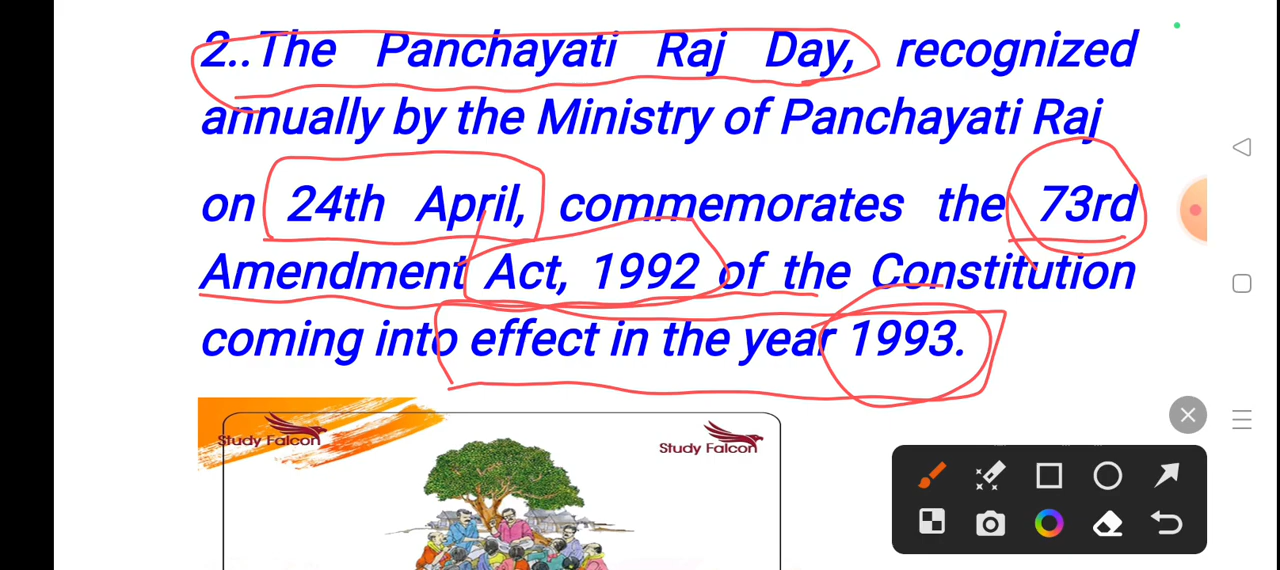 2..The Panchayati Raj Day, recognized
annually by the Ministry of Panchayati Raj
on 24th April, commemorates the 73rd
Amendment Act, 1992 of the Constitution
coming into effect in the year 1993.
Study Falcon
Study Falcon